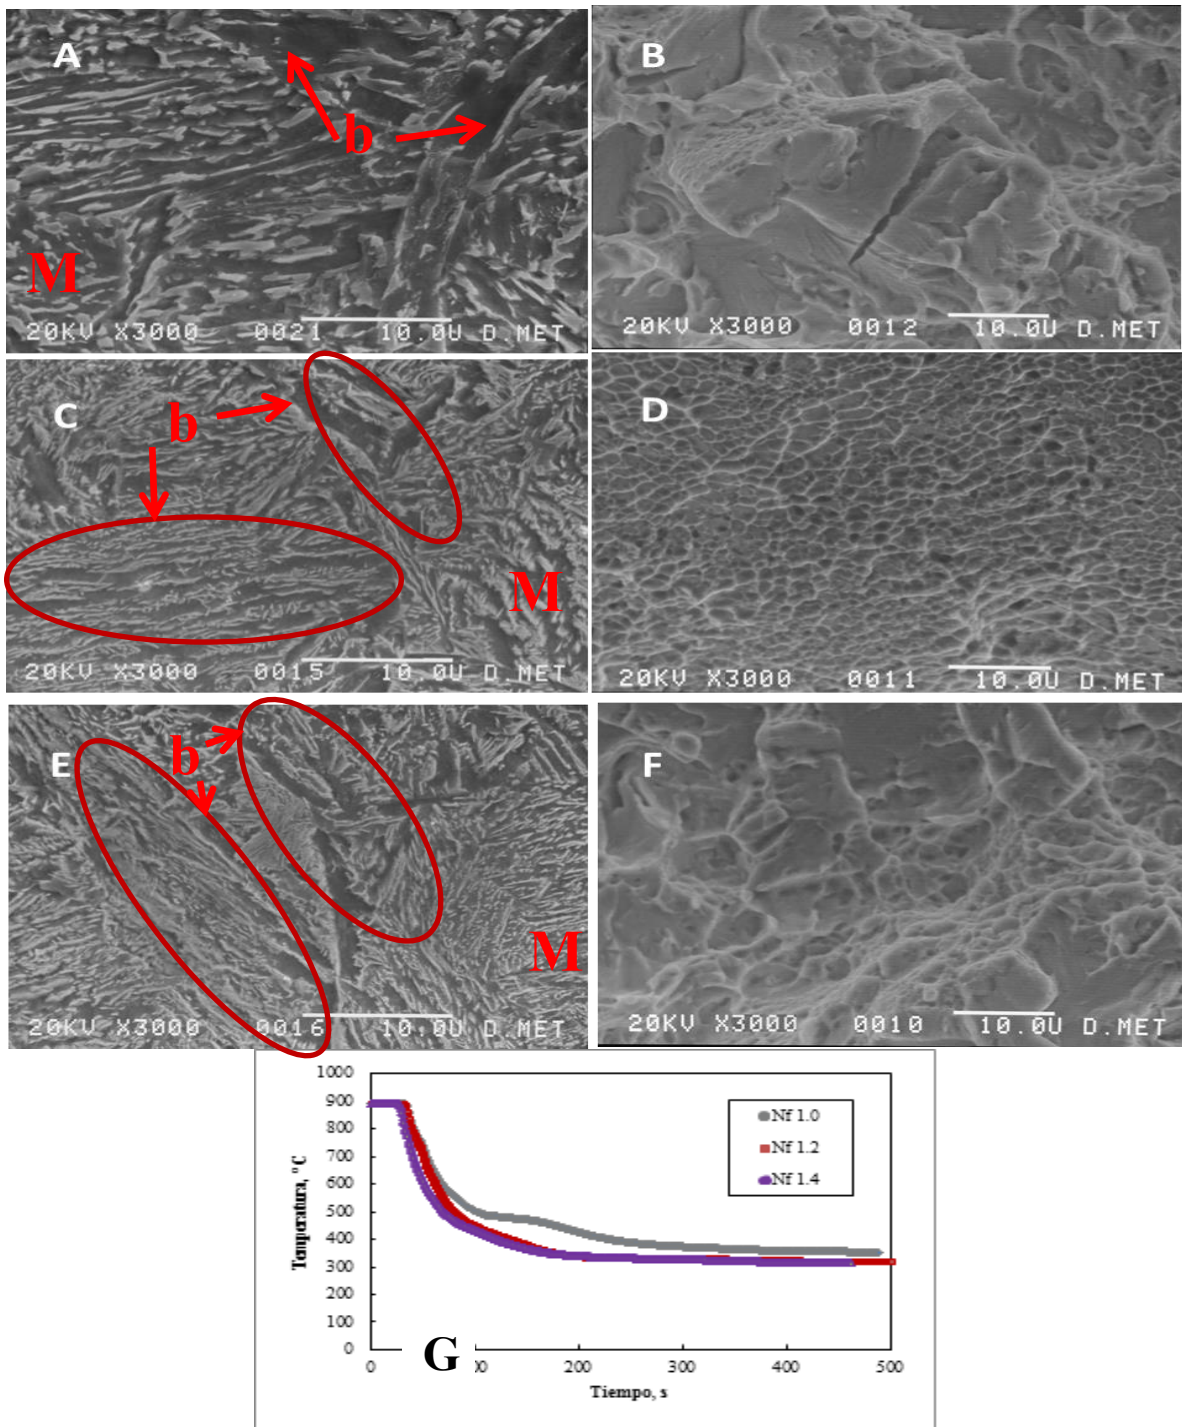 A
b
M
20KV X3000 0021 10.0U D.MET
B
20KV X3000 0012 10.0U D.MET
C
b
M
20KV X3000 0015 10.0U D.MET
D
20KV X3000 0011 10.0U D.MET
E
b
M
20KV X3000 0016 10.0U D.MET
F
20KV X3000 0010 10.0U D.MET
1000
900
800
700
600
500
400
300
200
100
0
Temperatura, °C
Nf 1.0
Nf 1.2
Nf 1.4
G
0 00 200 300 400 500
Tiempo, s